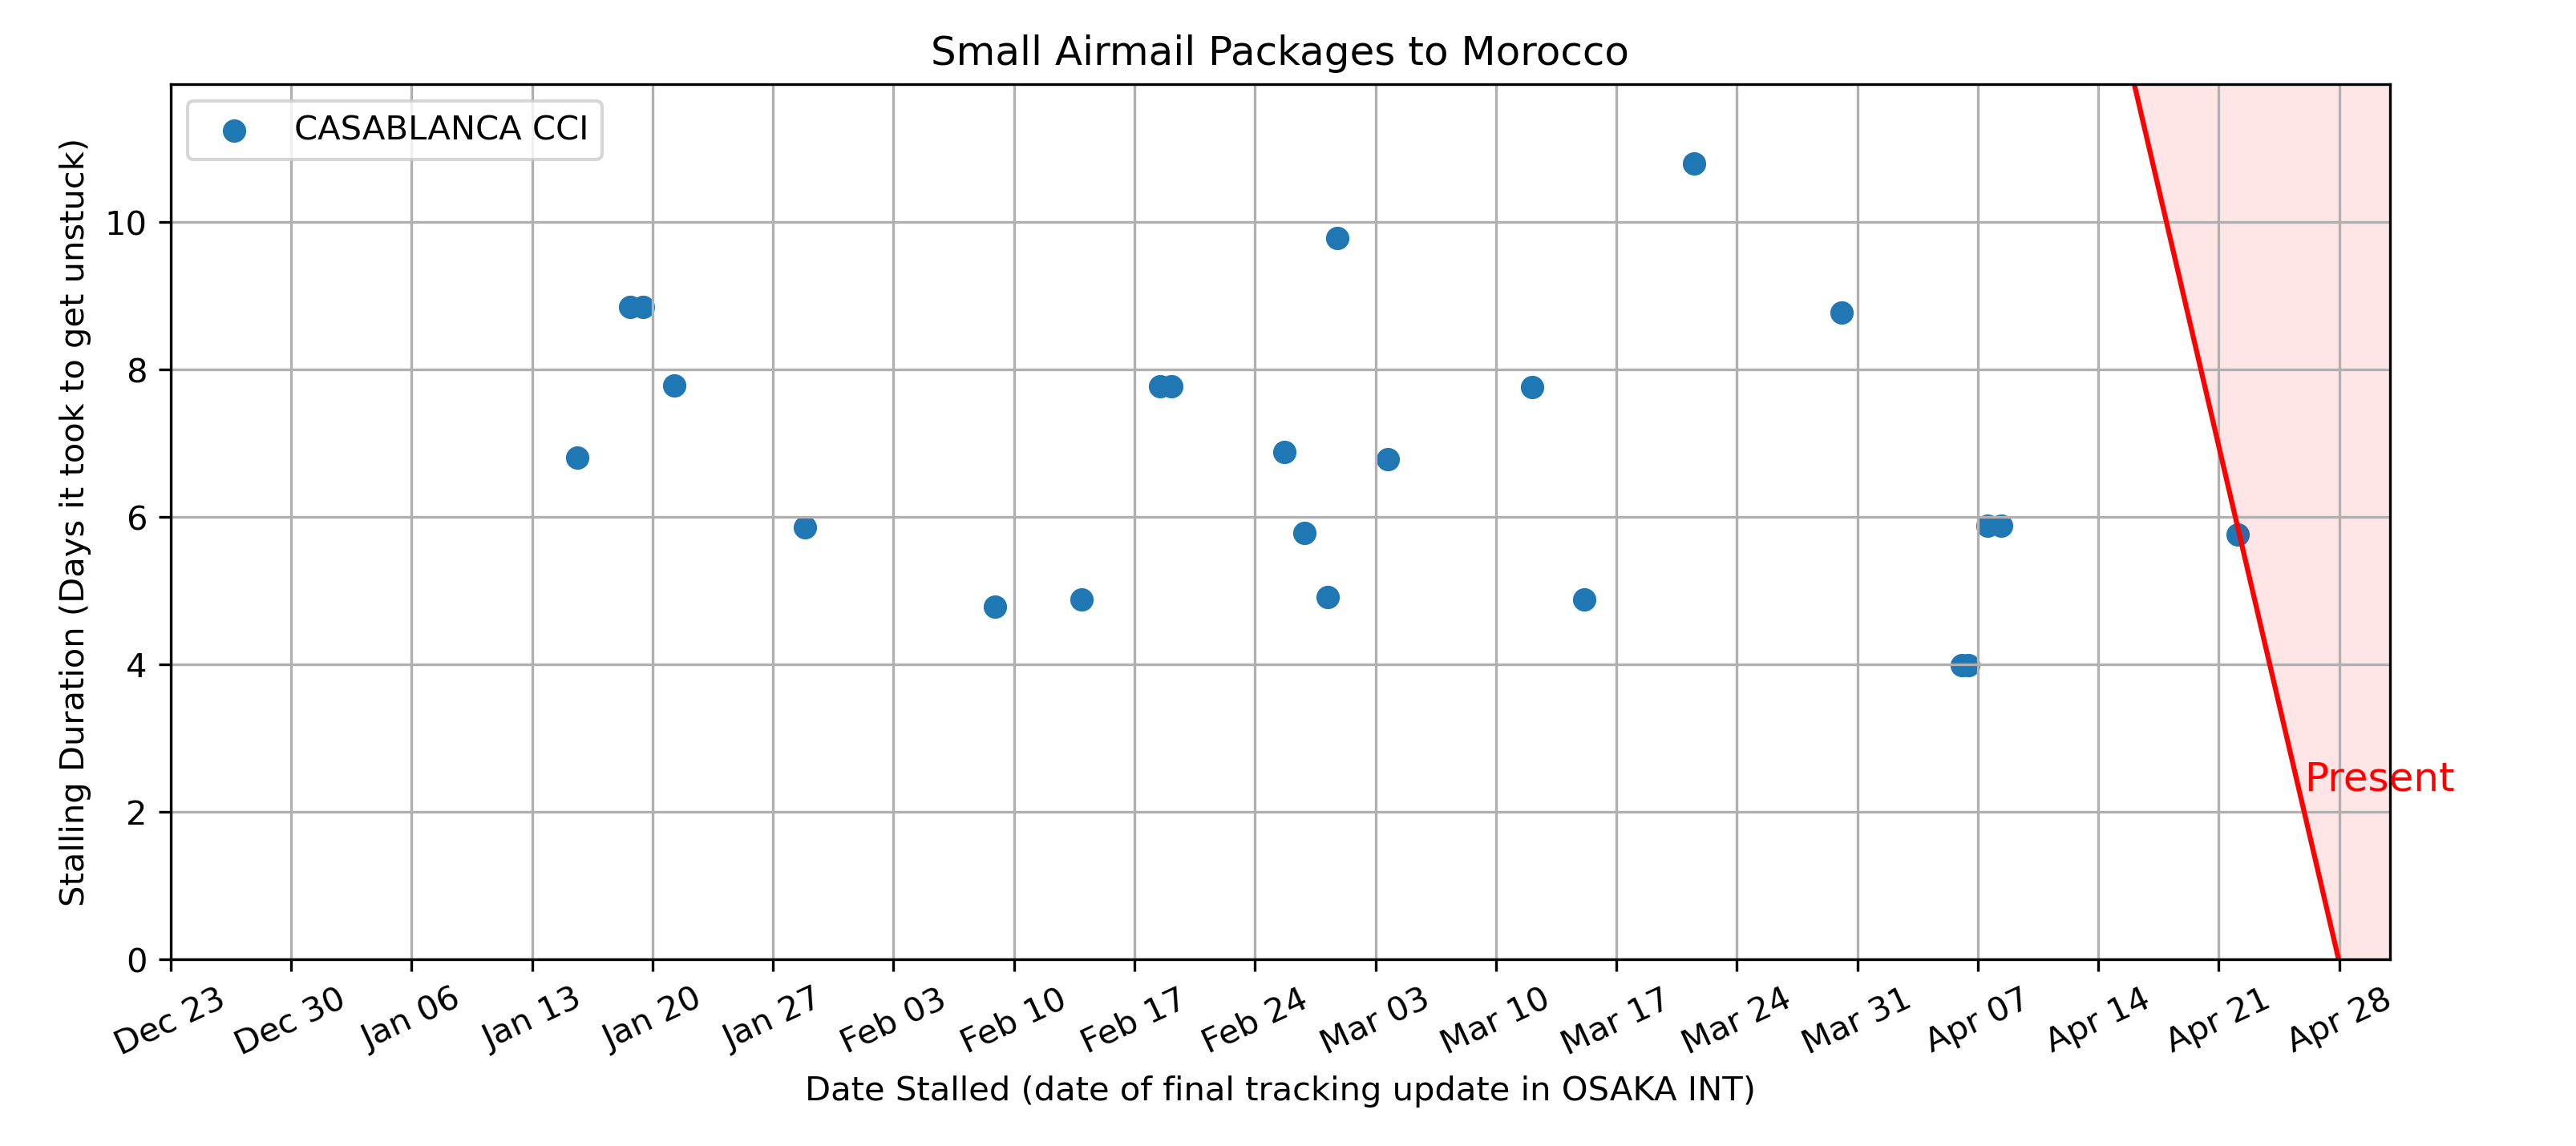 Small Airmail Packages to Morocco
CASABLANCA CCI
Stalling Duration (Days it took to get unstuck)
10
8
6
4
2
0
Present
Dec 23
Dec 30
Jan 06
Jan 13
Jan 20
Jan 27
Feb 03
Feb 10
Feb 17
Feb 24
Mar 03
Mar 10
Mar 17
Mar 24
Mar 31
Apr 07
Apr 14
Apr 21
Apr 28
Date Stalled (date of final tracking update in OSAKA INT)